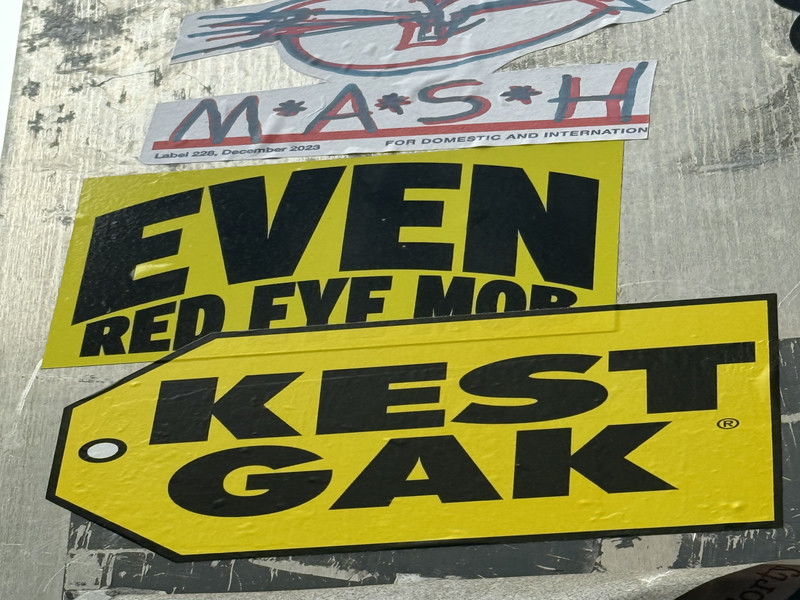 M*A*S*H
Label 228, December 2023 FOR DOMESTIC AND INTERNATION
EVEN
RED EYE MOB
KEST
GAK ®